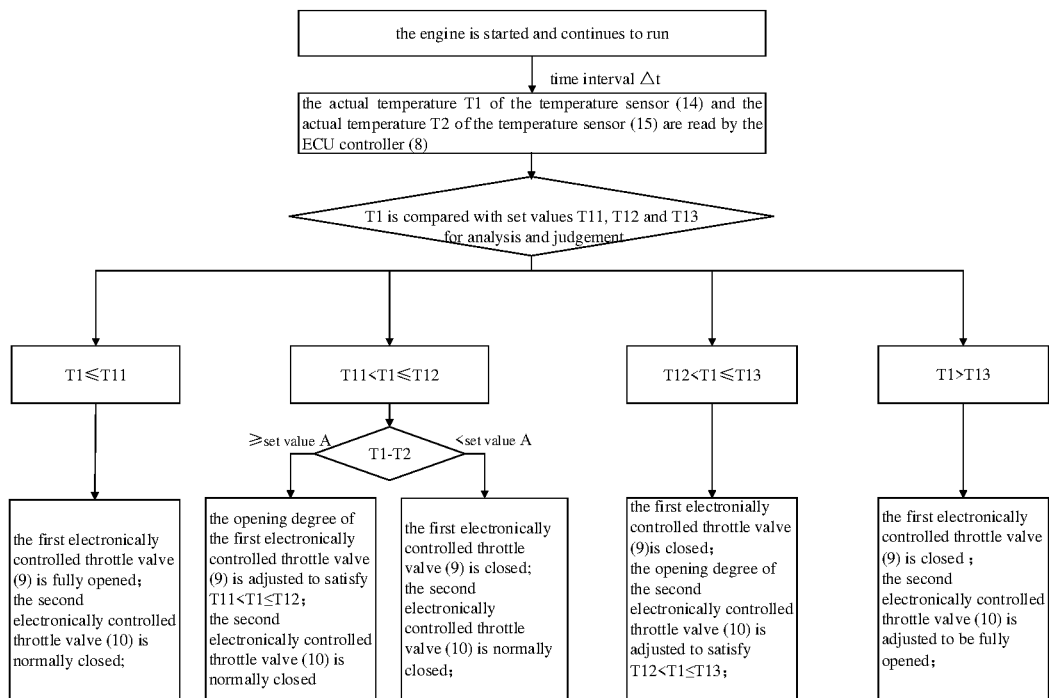 the engine is started and continues to run
time interval △t
the actual temperature T1 of the temperature sensor (14) and the
actual temperature T2 of the temperature sensor (15) are read by the
ECU controller (8)
T1 is compared with set values T11, T12 and T13
for analysis and judgement
T1≤T11
T11<T1≤T12
T12<T1≤T13
T1>T13
≥set value A
T1-T2
<set value A
the first electronically
controlled throttle valve
(9) is fully opened;
the second
electronically controlled
throttle valve (10) is
normally closed;
the opening degree of
the first electronically
controlled throttle valve
(9) is adjusted to satisfy
T11<T1≤T12;
the second
electronically controlled
throttle valve (10) is
normally closed
the first electronically
controlled throttle
valve (9) is closed;
the second
electronically
controlled throttle
valve (10) is normally
closed;
the first electronially
controlled throttle valve
(9)is closed;
the opening degree of
the second
electronically controlled
throttle valve (10) is
adjusted to satisfy
T12<T1≤T13;
the first electronically
controlled throttle valve
(9) is closed ;
the second
electronically controlled
throttle valve (10) is
adjusted to be fully
opened;